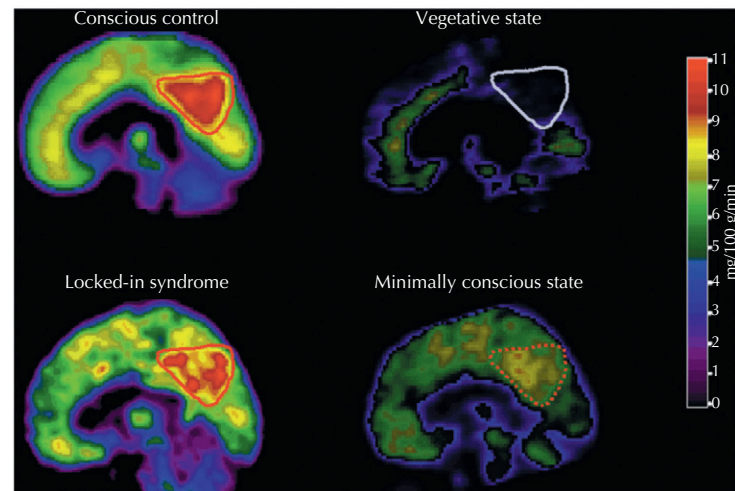 Conscious control
Vegetative state
Locked-in syndrome
Minimally conscious state
11
10
9
8
7
6
5
4
3
2
1
0
mg/100 g/min